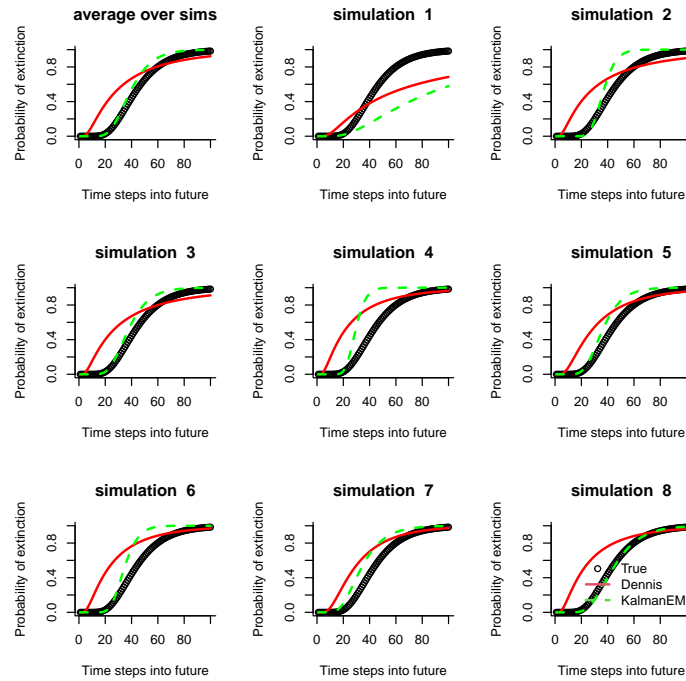 average over sims
Probability of extinction
0.0 0.4 0.8
0 20 40 60 80
Time steps into future
simulation 1
Probability of extinction
0.0 0.4 0.8
0 20 40 60 80
Time steps into future
simulation 2
Probability of extinction
0.0 0.4 0.8
0 20 40 60 80
Time steps into future
simulation 3
Probability of extinction
0.0 0.4 0.8
0 20 40 60 80
Time steps into future
simulation 4
Probability of extinction
0.0 0.4 0.8
0 20 40 60 80
Time steps into future
simulation 5
Probability of extinction
0.0 0.4 0.8
0 20 40 60 80
Time steps into future
simulation 6
Probability of extinction
0.0 0.4 0.8
0 20 40 60 80
Time steps into future
simulation 7
Probability of extinction
0.0 0.4 0.8
0 20 40 60 80
Time steps into future
simulation 8
Probability of extinction
0.0 0.4 0.8
True
Dennis
KalmanEM
0 20 40 60 80
Time steps into future